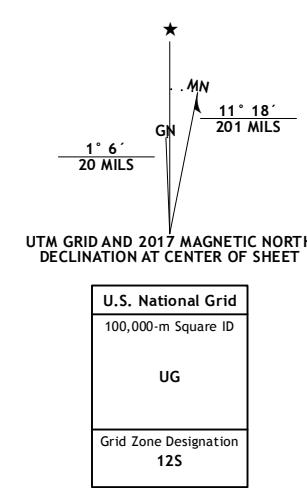 MN
11° 18´
201 MILS
GN
1° 6´
20 MILS
UTM GRID AND 2017 MAGNETIC NORTH
DECLINATION AT CENTER OF SHEET
U.S. National Grid
100,000-m Square ID
UG
Grid Zone Designation
12S